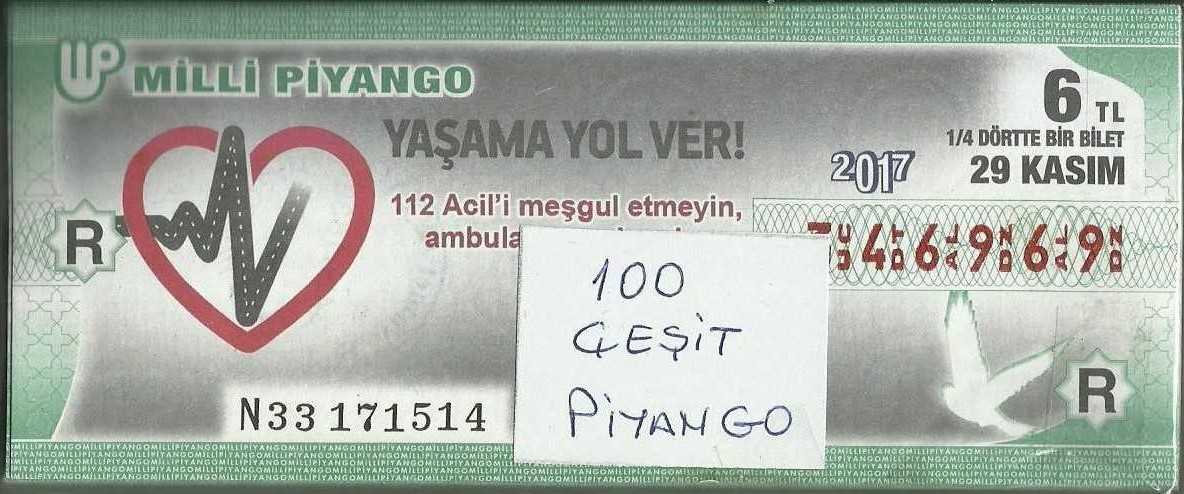 MİLLİ PİYANGO
YAŞAMA YOL VER!
112 Acil'i meşgul etmeyin,
6 TL
1/4 DÖRTTE BİR BİLET
2017
29 KASIM
R
4 6 9 6 9
100
ÇEŞİT
PİYANGO
N33 171514
R